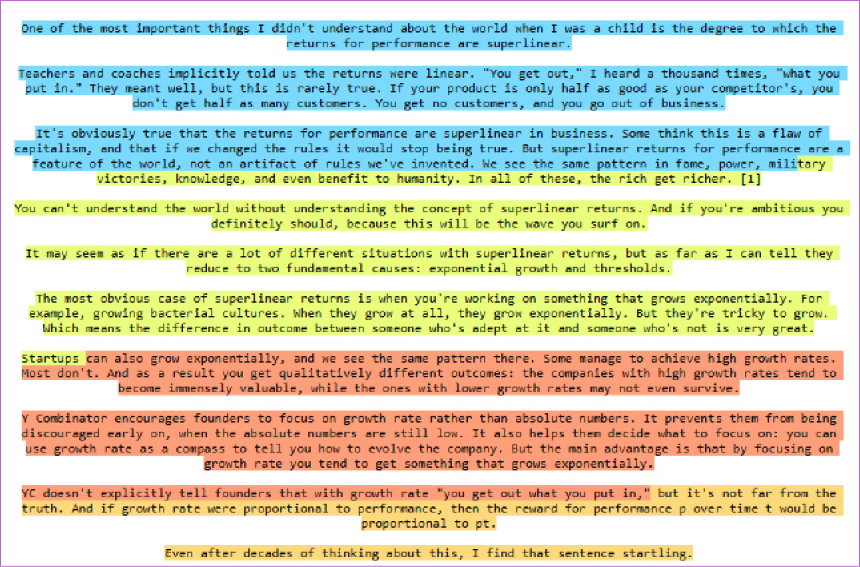 One of the most important things I didn't understand about the world when I was a child is the degree to which the
returns for performance are superlinear.
Teachers and coaches implicitly told us the returns were linear. "You get out," I heard a thousand times, "what you
put in." They meant well, but this is rarely true. If your product is only half as good as your competitor's, you
don't get half as many customers. You get no customers, and you go out of business.
It's obviously true that the returns for performance are superlinear in business. Some think this is a flaw of
capitalism, and that if we changed the rules it would stop being true. But superlinear returns for performance are a
feature of the world, not an artifact of rules we've invented. We see the same pattern in fame, power, military
victories, knowledge, and even benefit to humanity. In all of these, the rich get richer. [1]
You can't understand the world without understanding the concept of superlinear returns. And if you're ambitious you
definitely should, because this will be the wave you surf on.
It may seem as if there are a lot of different situations with superlinear returns, but as far as I can tell they
reduce to two fundamental causes: exponential growth and thresholds.
The most obvious case of superlinear returns is when you're working on something that grows exponentially. For
example, growing bacterial cultures. When they grow at all, they grow exponentially. But they're tricky to grow.
Which means the difference in outcome between someone who's adept at it and someone who's not is very great.
Startups can also grow exponentially, and we see the same pattern there. Some manage to achieve high growth rates.
Most don't. And as a result you get qualitatively different outcomes: the companies with high growth rates tend to
become immensely valuable, while the ones with lower growth rates may not even survive.
Y Combinator encourages founders to focus on growth rate rather than absolute numbers. It prevents them from being
discouraged early on, when the absolute numbers are still low. It also helps them decide what to focus on: you can
use growth rate as a compass to tell you how to evolve the company. But the main advantage is that by focusing on
growth rate you tend to get something that grows exponentially.
YC doesn't explicitly tell founders that with growth rate "you get out what you put in," but it's not far from the
truth. And if growth rate were proportional to performance, then the reward for performance p over time t would be
proportional to pt.
Even after decades of thinking about this, I find that sentence startling.